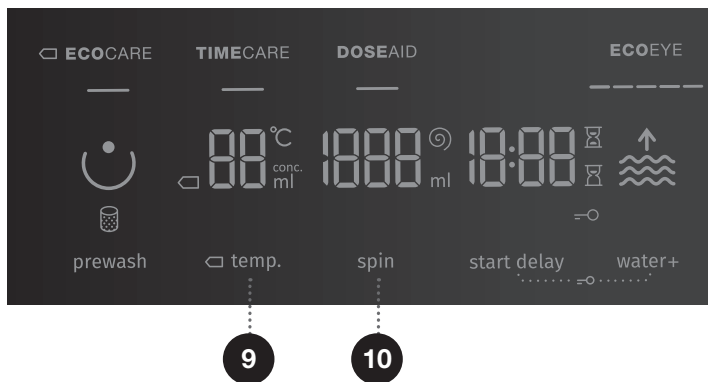 ECOCARE TIMECARE DOSEAID ECOEYE
88 °C 1888 18:88
conc.
ml ml
prewash temp. spin start delay water+
9 10